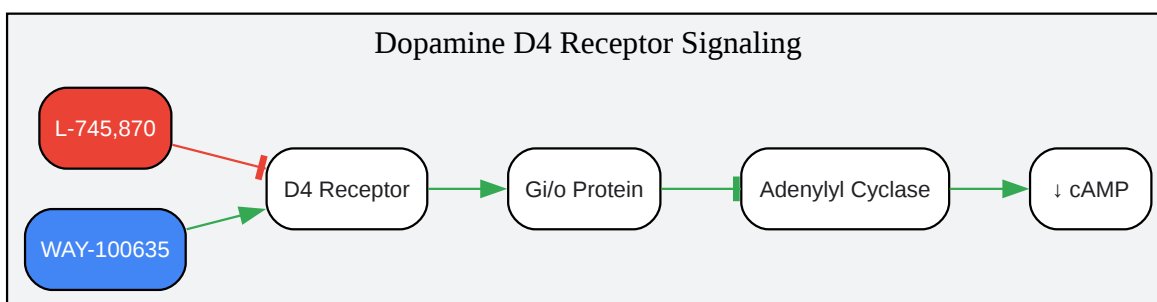 Dopamine D4 Receptor Signaling
L-745,870
WAY-100635
D4 Receptor
Gi/o Protein
Adenylyl Cyclase
↓ cAMP